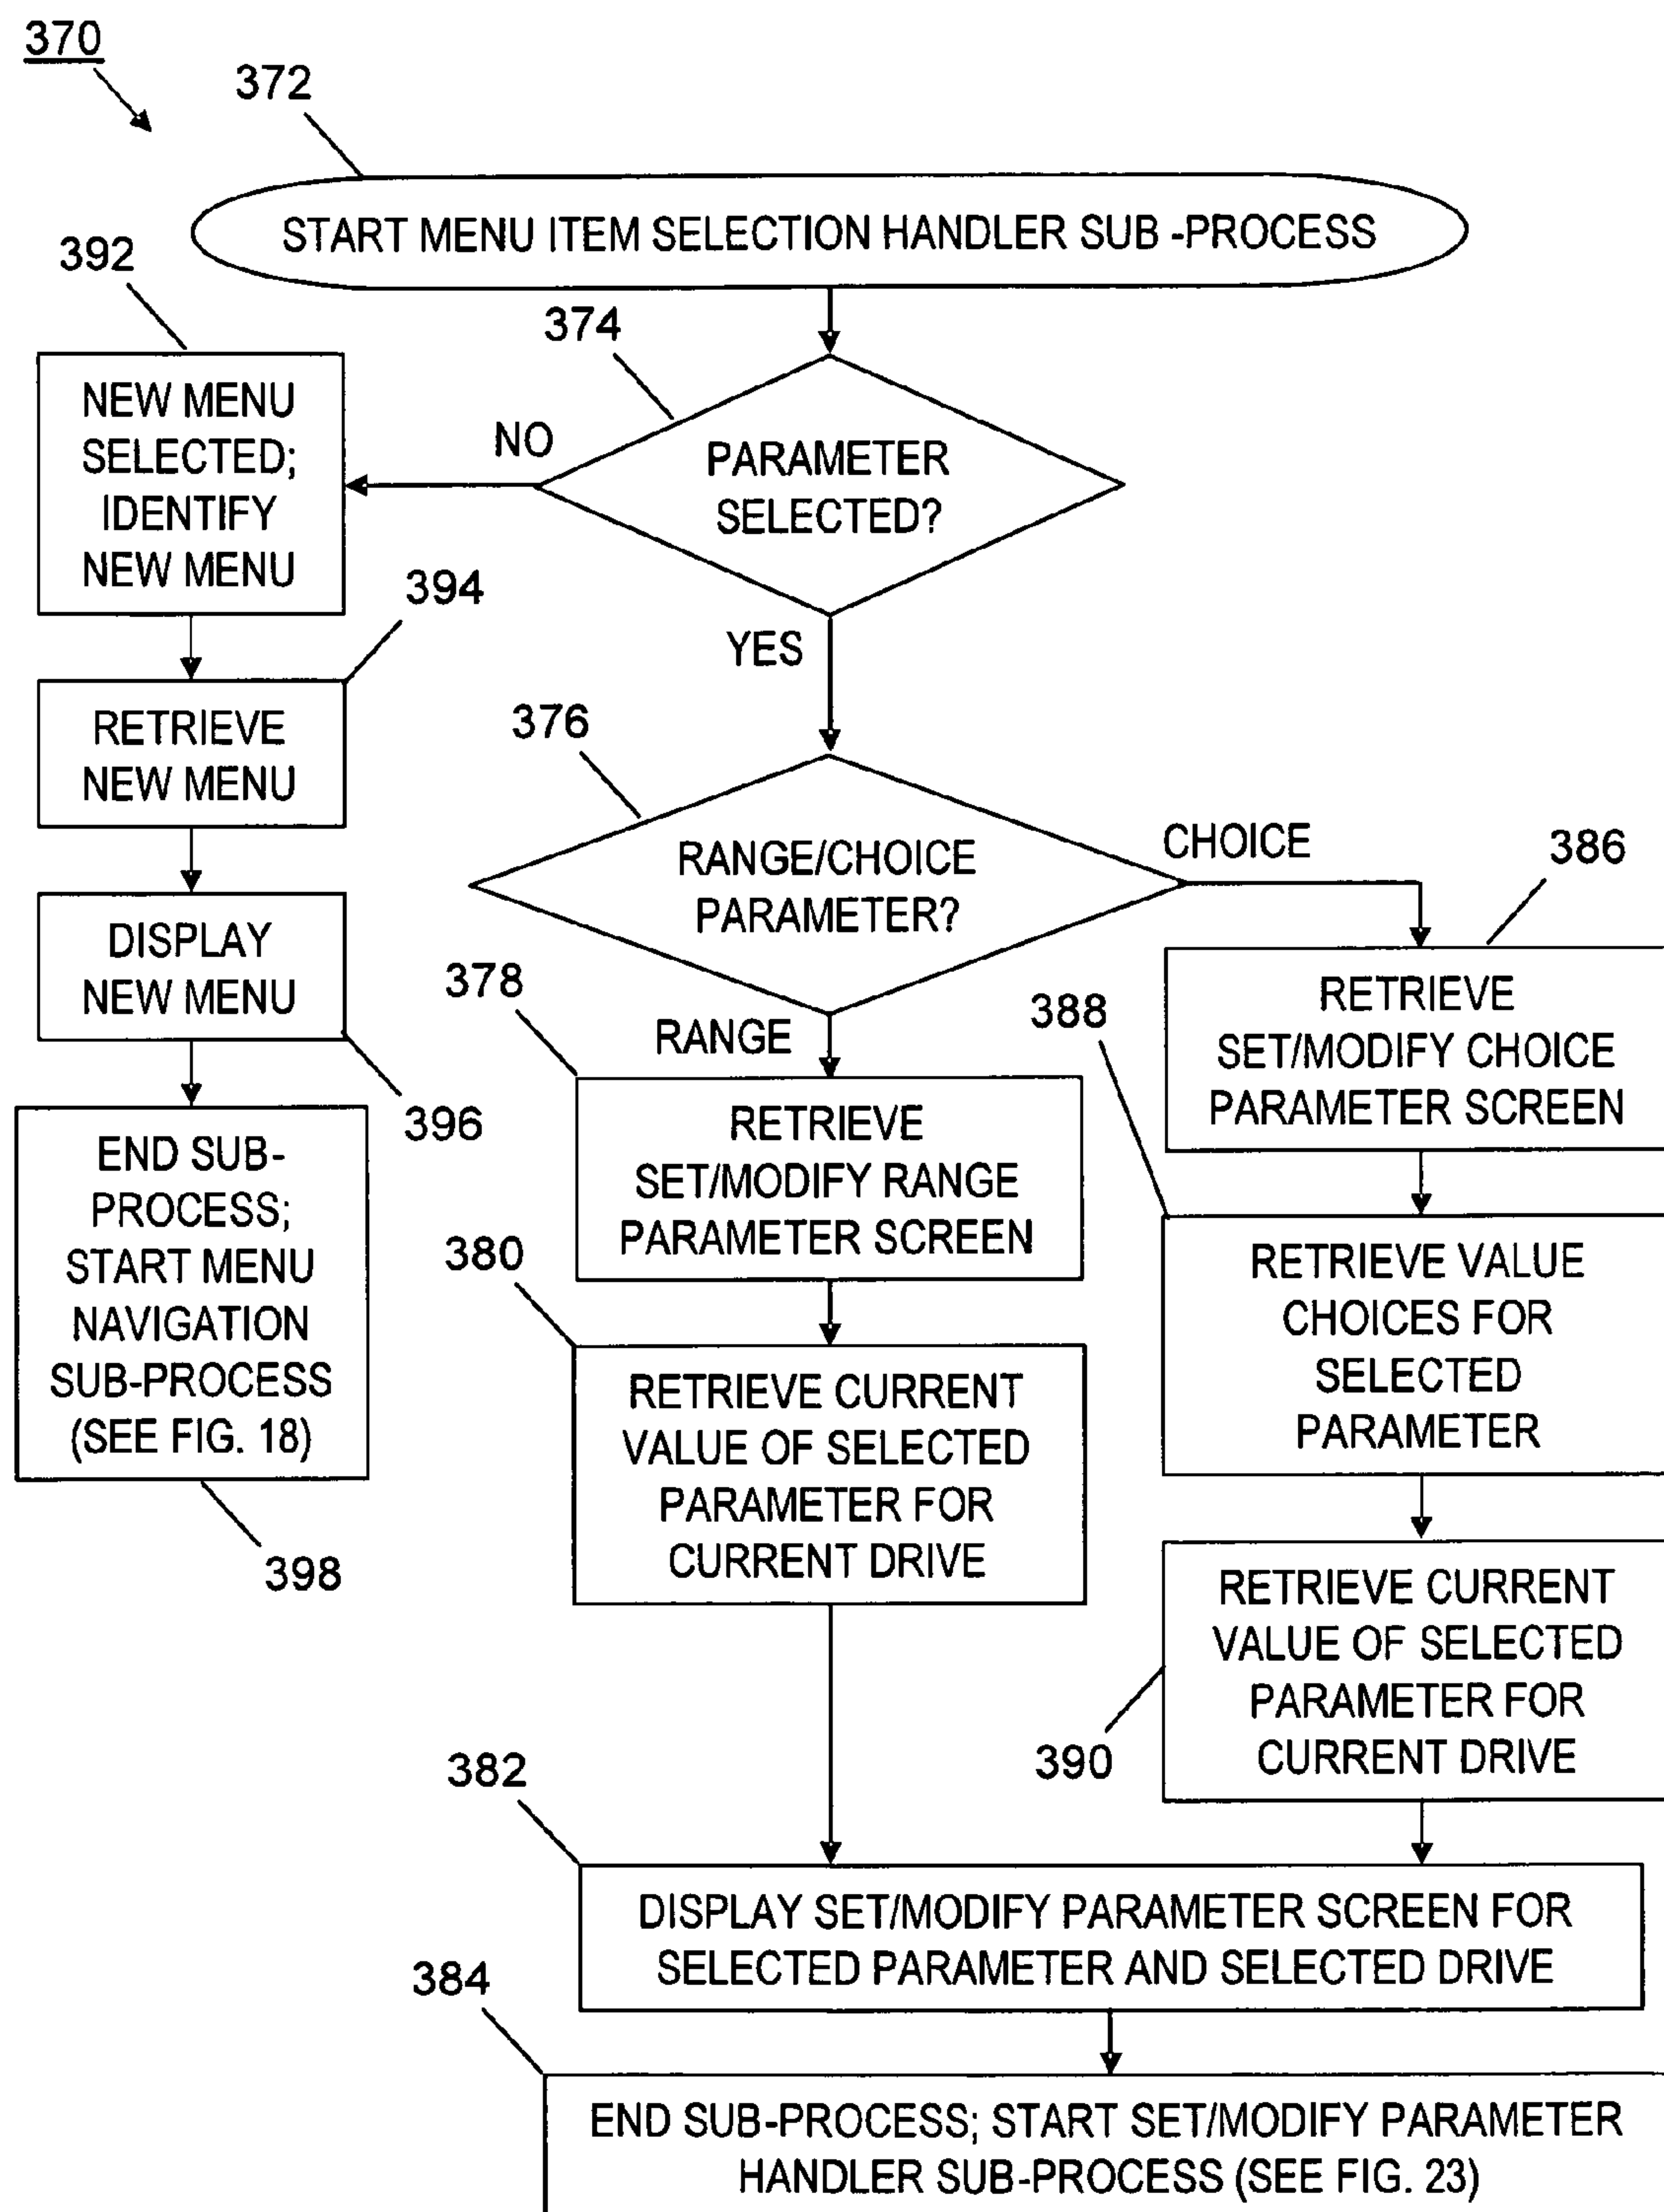 370
372
START MENU ITEM SELECTION HANDLER SUB -PROCESS
392
374
NEW MENU
SELECTED;
IDENTIFY
NEW MENU
NO
PARAMETER
SELECTED?
394
YES
RETRIEVE
NEW MENU
376
RANGE/CHOICE
PARAMETER?
CHOICE
386
DISPLAY
NEW MENU
396
378
RANGE
388
RETRIEVE
SET/MODIFY CHOICE
PARAMETER SCREEN
END SUB-
PROCESS;
START MENU
NAVIGATION
SUB-PROCESS
(SEE FIG. 18)
398
RETRIEVE
SET/MODIFY RANGE
PARAMETER SCREEN
380
RETRIEVE VALUE
CHOICES FOR
SELECTED
PARAMETER
RETRIEVE CURRENT
VALUE OF SELECTED
PARAMETER FOR
CURRENT DRIVE
RETRIEVE CURRENT
VALUE OF SELECTED
PARAMETER FOR
CURRENT DRIVE
390
382
DISPLAY SET/MODIFY PARAMETER SCREEN FOR
SELECTED PARAMETER AND SELECTED DRIVE
384
END SUB-PROCESS; START SET/MODIFY PARAMETER
HANDLER SUB-PROCESS (SEE FIG. 23)